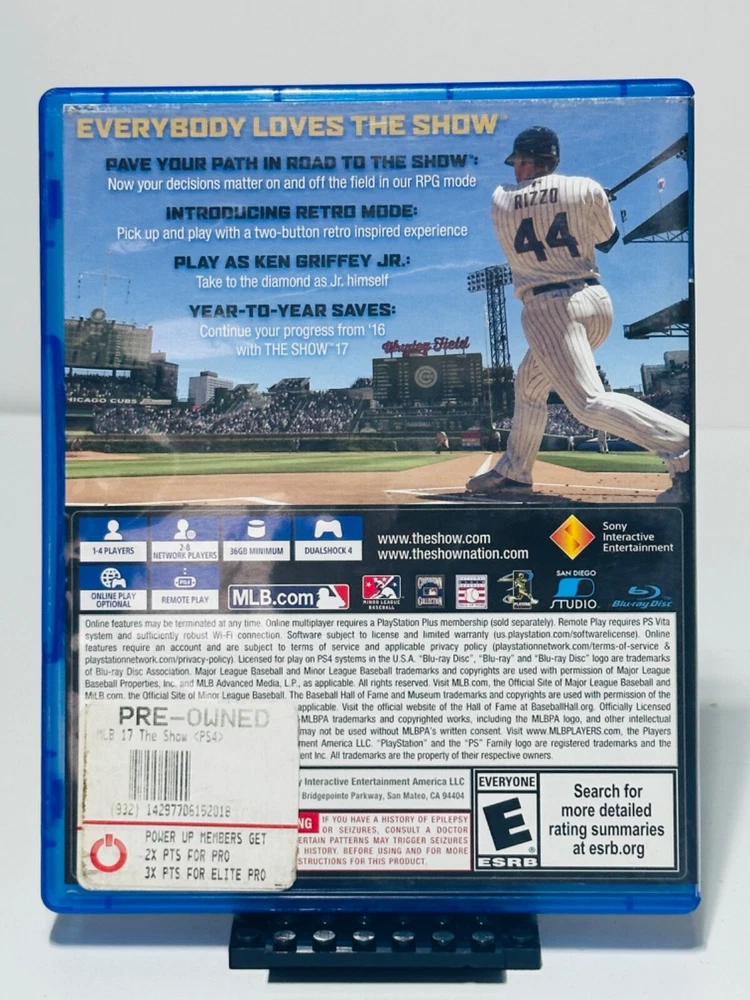 EVERYBODY LOVES THE SHOW™
PAVE YOUR PATH IN ROAD TO THE SHOW™:
Now your decisions matter on and off the field in our RPG mode
INTRODUCING RETRO MODE:
Pick up and play with a two-button retro inspired experience
PLAY AS KEN GRIFFEY JR.:
Take to the diamond as Jr. himself
YEAR-TO-YEAR SAVES:
Continue your progress from '16
with THE SHOW™17
RIZZO
44
Wrigley Field
CHICAGO CUBS
1-4 PLAYERS
2-8
NETWORK PLAYERS
36GB MINIMUM
DUALSHOCK 4
www.theshow.com
www.theshownation.com
Sony
Interactive
Entertainment
ONLINE PLAY
OPTIONAL
PS4
REMOTE PLAY
MLB.com
MINOR LEAGUE
BASEBALL
SAN DIEGO
STUDIO
Blu-ray Disc
Online features may be terminated at any time. Online multiplayer requires a PlayStation Plus membership (sold separately). Remote Play requires PS Vita
system and sufficiently robust Wi-Fi connection. Software subject to license and limited warranty (us.playstation.com/softwarelicense). Online
features require an account and are subject to terms of service and applicable privacy policy (playstationnetwork.com/terms-of-service &
playstationnetwork.com/privacy-policy). Licensed for play on PS4 systems in the U.S.A. "Blu-ray Disc", "Blu-ray" and "Blu-ray Disc" logo are trademarks
of Blu-ray Disc Association. Major League Baseball trademarks and copyrights are used with permission of Major League
Baseball Properties, Inc. and MLB Advanced Media, L.P., as applicable. All rights reserved. Visit MLB.com, the Official Site of Major League Baseball and
MiLB.com, the Official Site of Minor League Baseball. The Baseball Hall of Fame and Museum trademarks and copyrights are used with permission of the
applicable. Visit the official website of the Hall of Fame at BaseballHall.org. Officially Licensed
-MLBPA trademarks and copyrighted works, including the MLBPA logo, and other intellectual
may not be used without MLBPA's written consent. Visit www.MLBPLAYERS.com, the Players
ment America LLC. "PlayStation" and the "PS" Family logo are registered trademarks and the
ent Inc. All trademarks are the property of their respective owners.
PRE-OWNED
MLB 17 The Show <PS4>
(932) 14297706152018
POWER UP MEMBERS GET
2X PTS FOR PRO
3X PTS FOR ELITE PRO
y Interactive Entertainment America LLC
Bridgepointe Parkway, San Mateo, CA 94404
NG IF YOU HAVE A HISTORY OF EPILEPSY
OR SEIZURES, CONSULT A DOCTOR
ERTAIN PATTERNS MAY TRIGGER SEIZURES
HISTORY. BEFORE USING AND FOR MORE
STRUCTIONS FOR THIS PRODUCT.
EVERYONE
E
ESRB
Search for
more detailed
rating summaries
at esrb.org